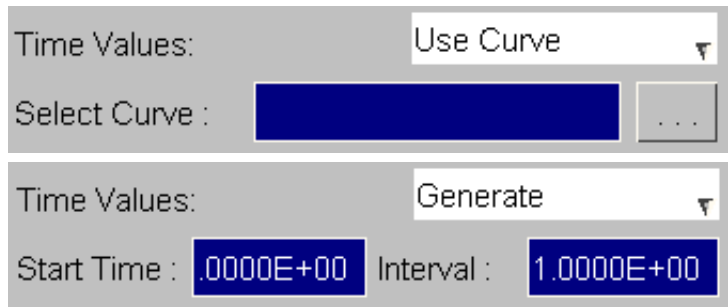 Time Values: Use Curve
Select Curve : ...
Time Values: Generate
Start Time : .0000E+00 Interval : 1.0000E+00